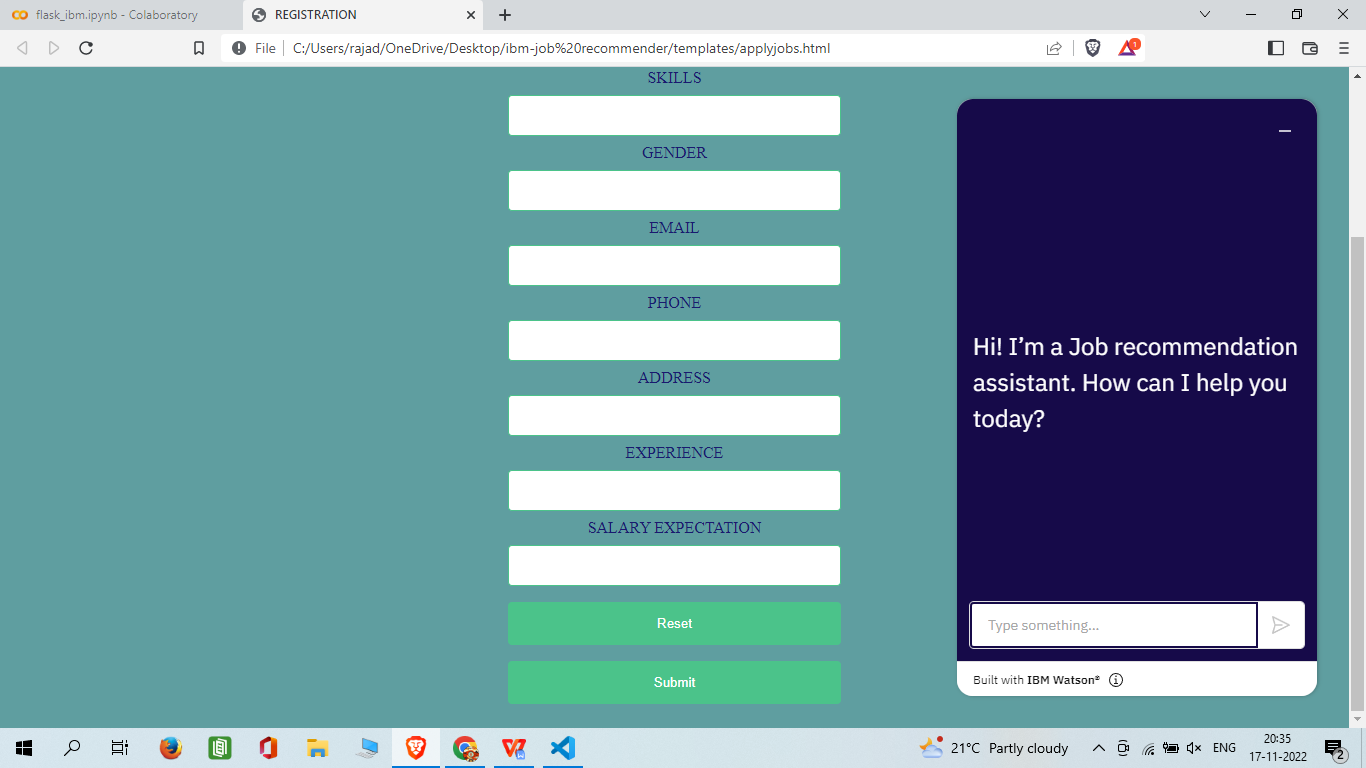 flask_ibm.ipynb - Colaboratory
REGISTRATION
File
C:/Users/rajad/OneDrive/Desktop/ibm-job%20recommender/templates/applyjobs.html
1
SKILLS
GENDER
EMAIL
PHONE
ADDRESS
EXPERIENCE
SALARY EXPECTATION
Reset
Submit
Hi! I’m a Job recommendation
assistant. How can I help you
today?
Type something...
Built with IBM Watson®
21°C Partly cloudy
ENG
20:35
17-11-2022
2